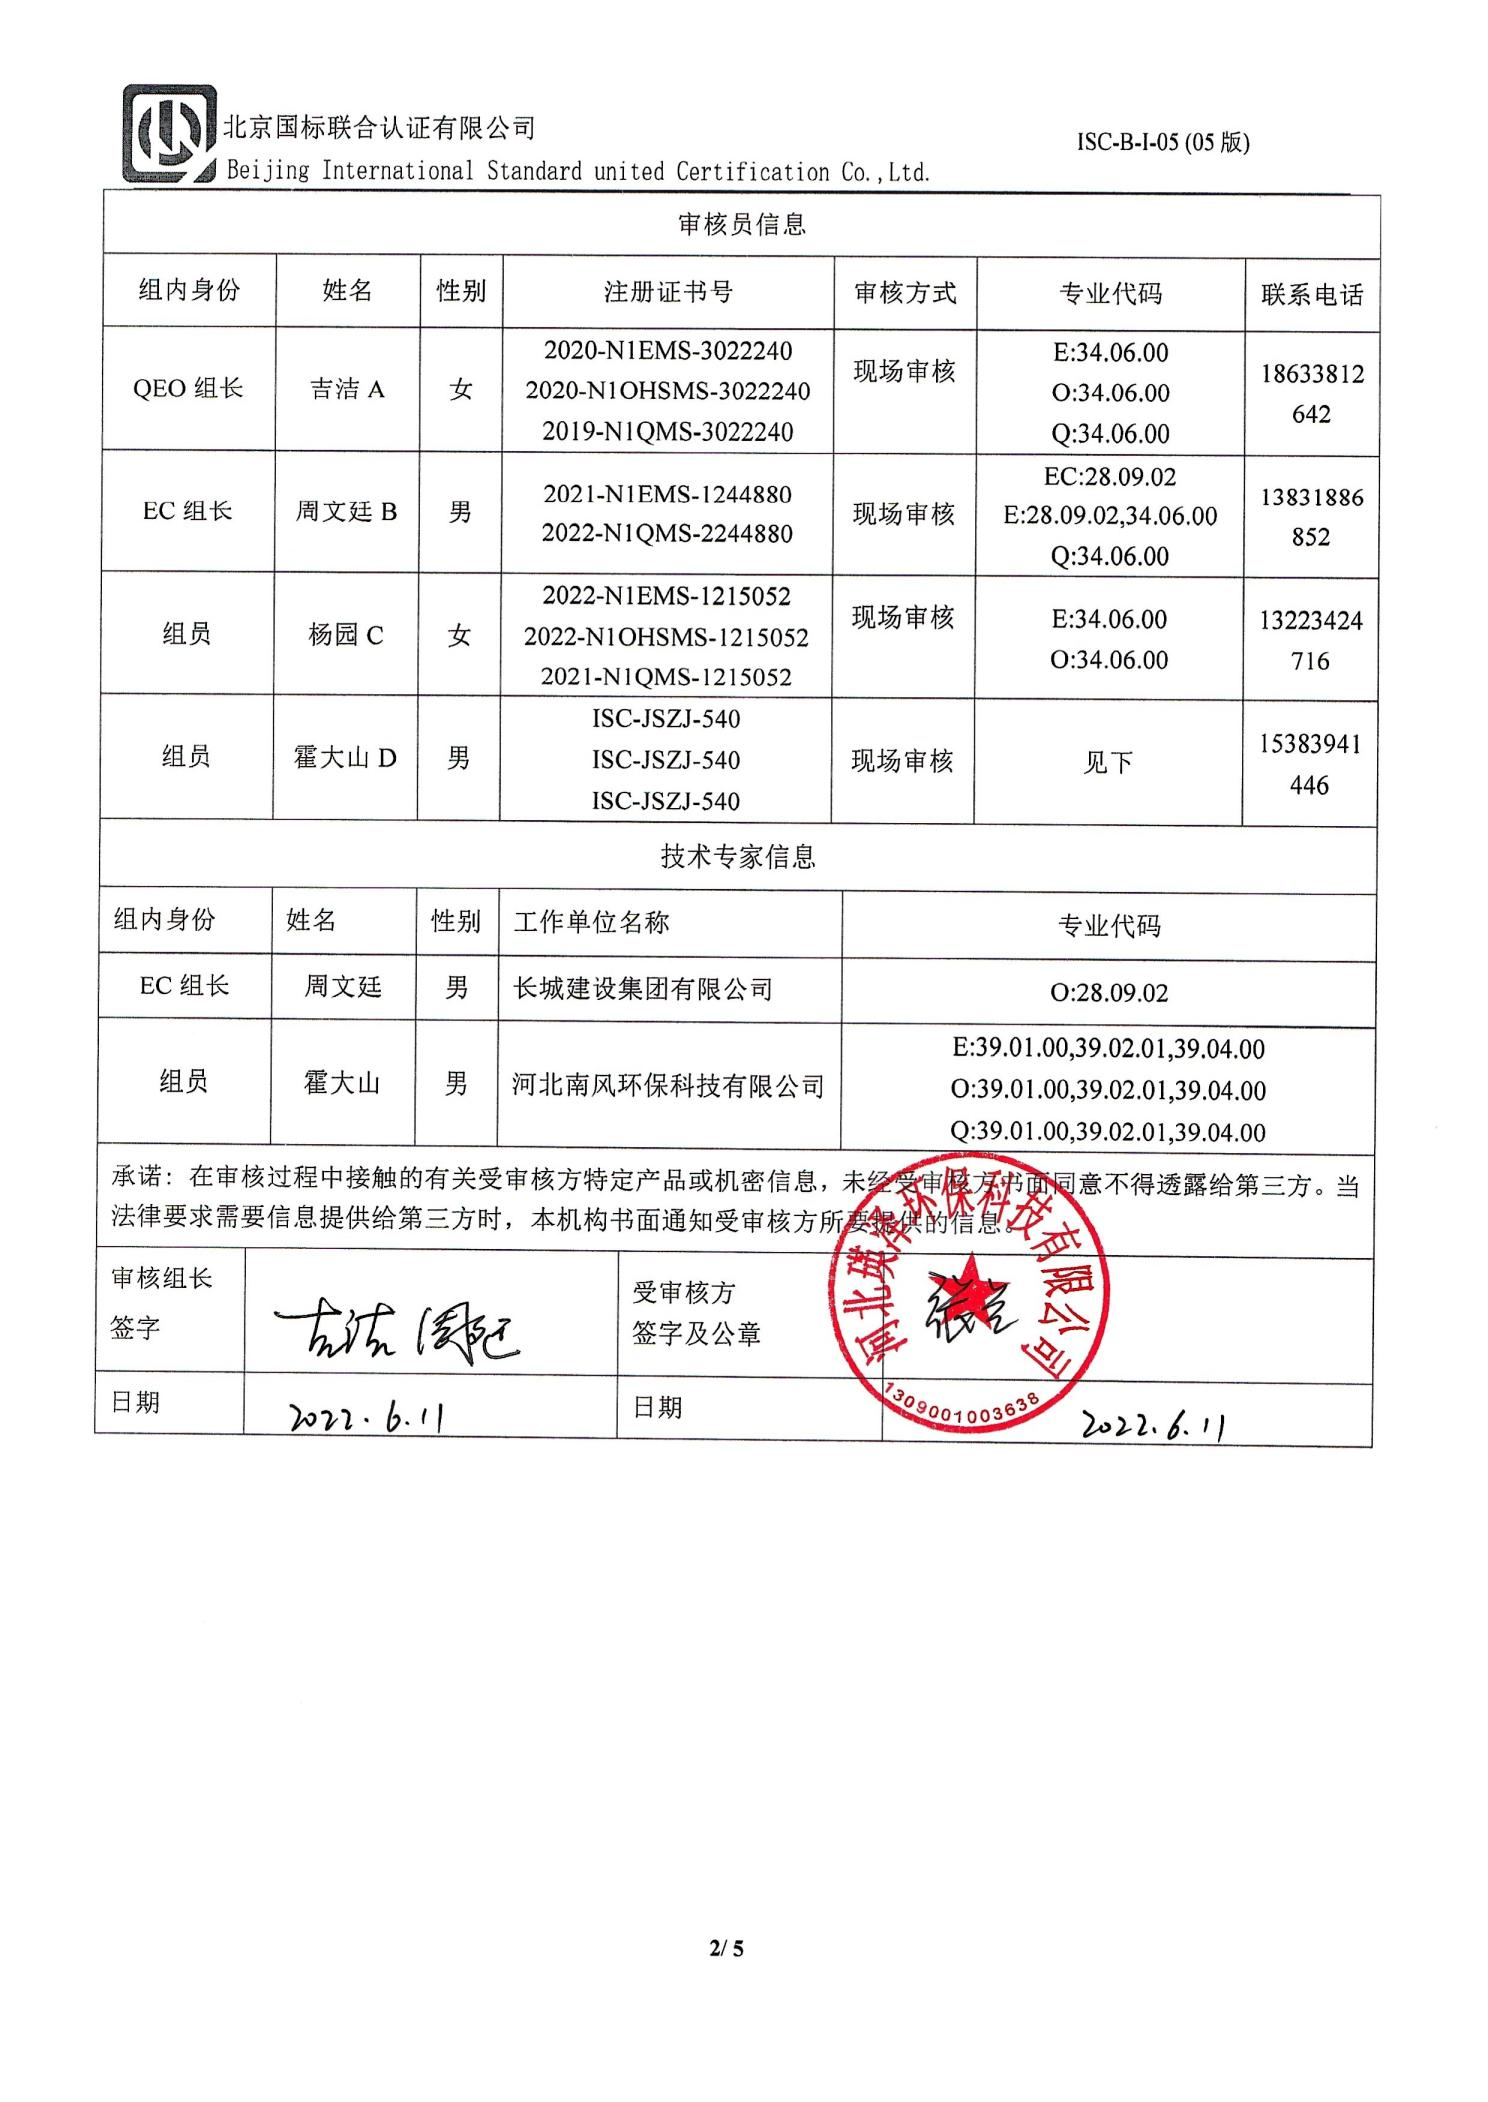 北京国标联合认证有限公司
ISC-B-I-05 (05 版)
Beijing International Standard united Certification Co.,Ltd.
审核员信息
组内身份 姓名 性别 注册证书号 审核方式 专业代码 联系电话
QEO 组长 吉洁 A 女
2020-N1EMS-3022240
2020-N1OHSMS-3022240
2019-N1QMS-3022240
现场审核
E:34.06.00
O:34.06.00
Q:34.06.00
18633812
642
EC 组长 周文廷 B 男
2021-N1EMS-1244880
2022-N1QMS-2244880
现场审核
EC:28.09.02
E:28.09.02,34.06.00
Q:34.06.00
13831886
852
组员 杨园 C 女
2022-N1EMS-1215052
2022-N1OHSMS-1215052
2021-N1QMS-1215052
现场审核
E:34.06.00
O:34.06.00
13223424
716
组员 霍大山 D 男
ISC-JSZJ-540
ISC-JSZJ-540
ISC-JSZJ-540
现场审核
见下
15383941
446
技术专家信息
组内身份 姓名 性别 工作单位名称 专业代码
EC 组长 周文廷 男 长城建设集团有限公司 O:28.09.02
组员 霍大山 男 河北南风环保科技有限公司
E:39.01.00,39.02.01,39.04.00
O:39.01.00,39.02.01,39.04.00
Q:39.01.00,39.02.01,39.04.00
承诺：在审核过程中接触的有关受审核方特定产品或机密信息，未经受审核方书面同意不得透露给第三方。当
法律要求需要信息提供给第三方时，本机构书面通知受审核方所要提供的信息。
审核组长
签字
吉洁 周文廷
受审核方
签字及公章
河北璜泽环保科技有限公司
1309001003638
日期 2022.6.11 日期 2022.6.11
2/ 5